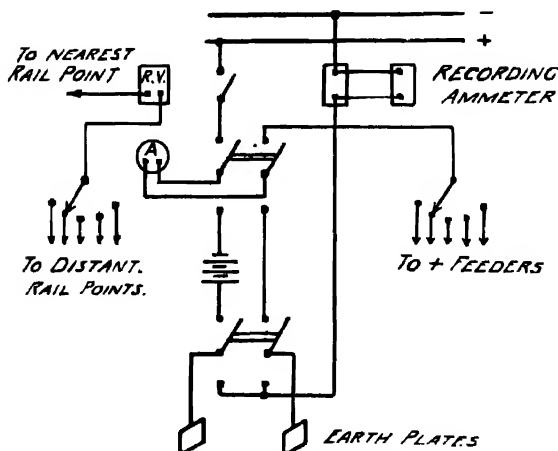 −
+
TO NEAREST
RAIL POINT
R.V.
RECORDING
AMMETER
A
TO DISTANT.
RAIL POINTS.
TO + FEEDERS
EARTH PLATES